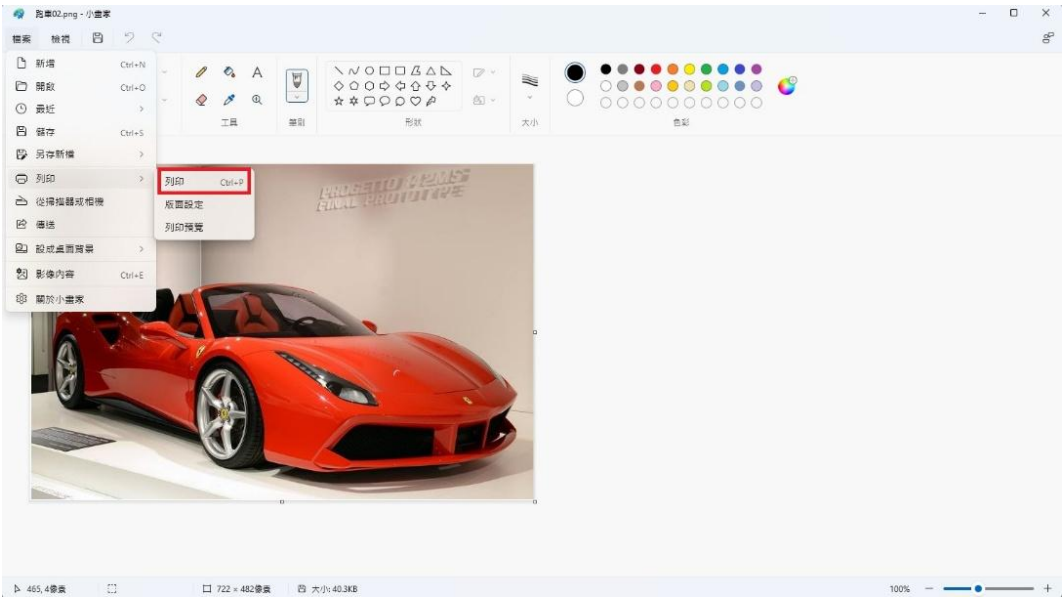 跑車02.png - 小畫家
檔案 檢視
新增 Ctrl+N
開啟 Ctrl+O
最近
儲存 Ctrl+S
另存新檔
列印
從掃描器或相機
傳送
設成桌面背景
影像內容 Ctrl+E
關於小畫家
列印 Ctrl+P
版面設定
列印預覽
工具
筆刷
形狀
大小
色彩
PROGETTO F42MS
FINAL PROTOTYPE
465, 4像素
722 × 482像素
大小: 40.3KB
100%